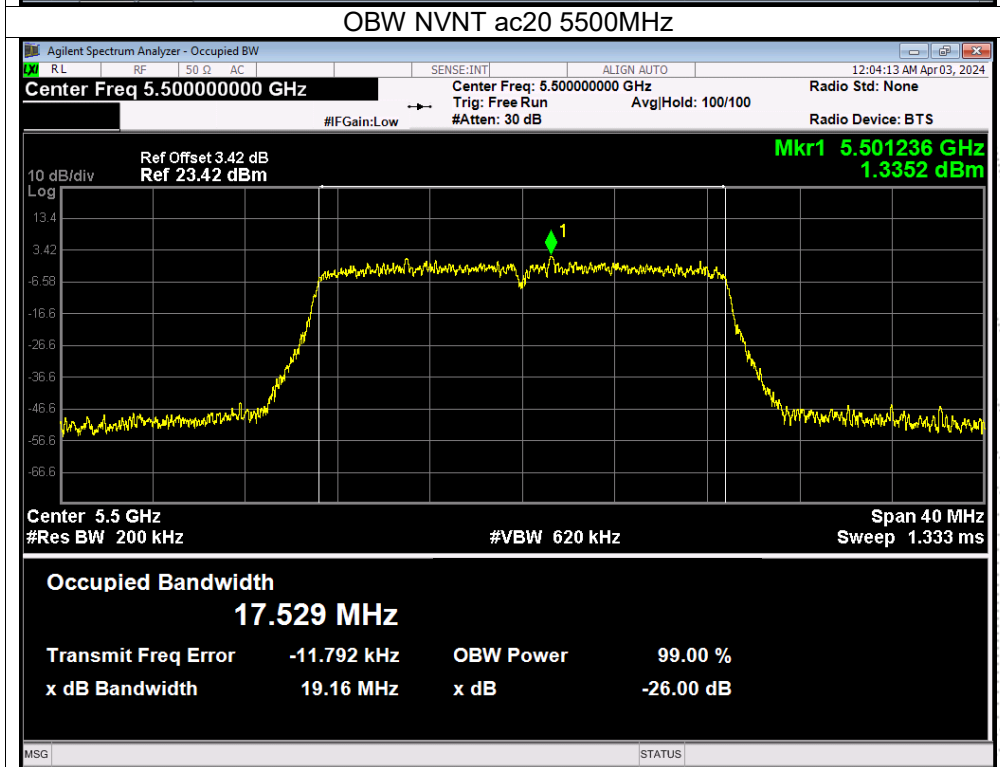 OBW NVNT ac20 5500MHz
Agilent Spectrum Analyzer - Occupied BW
LXI RL RF 50 Ω AC SENSE:INT ALIGN AUTO 12:04:13 AM Apr 03, 2024
Center Freq 5.500000000 GHz Center Freq: 5.500000000 GHz Radio Std: None
Trig: Free Run Avg|Hold: 100/100
#IFGain:Low #Atten: 30 dB Radio Device: BTS
Mkr1 5.501236 GHz
1.3352 dBm
Ref Offset 3.42 dB
10 dB/div Ref 23.42 dBm
Log
13.4
1
3.42
-6.58
-16.6
-26.6
-36.6
-46.6
-56.6
-66.6
Center 5.5 GHz Span 40 MHz
#Res BW 200 kHz #VBW 620 kHz Sweep 1.333 ms
Occupied Bandwidth
17.529 MHz
Transmit Freq Error -11.792 kHz OBW Power 99.00 %
x dB Bandwidth 19.16 MHz x dB -26.00 dB
MSG STATUS